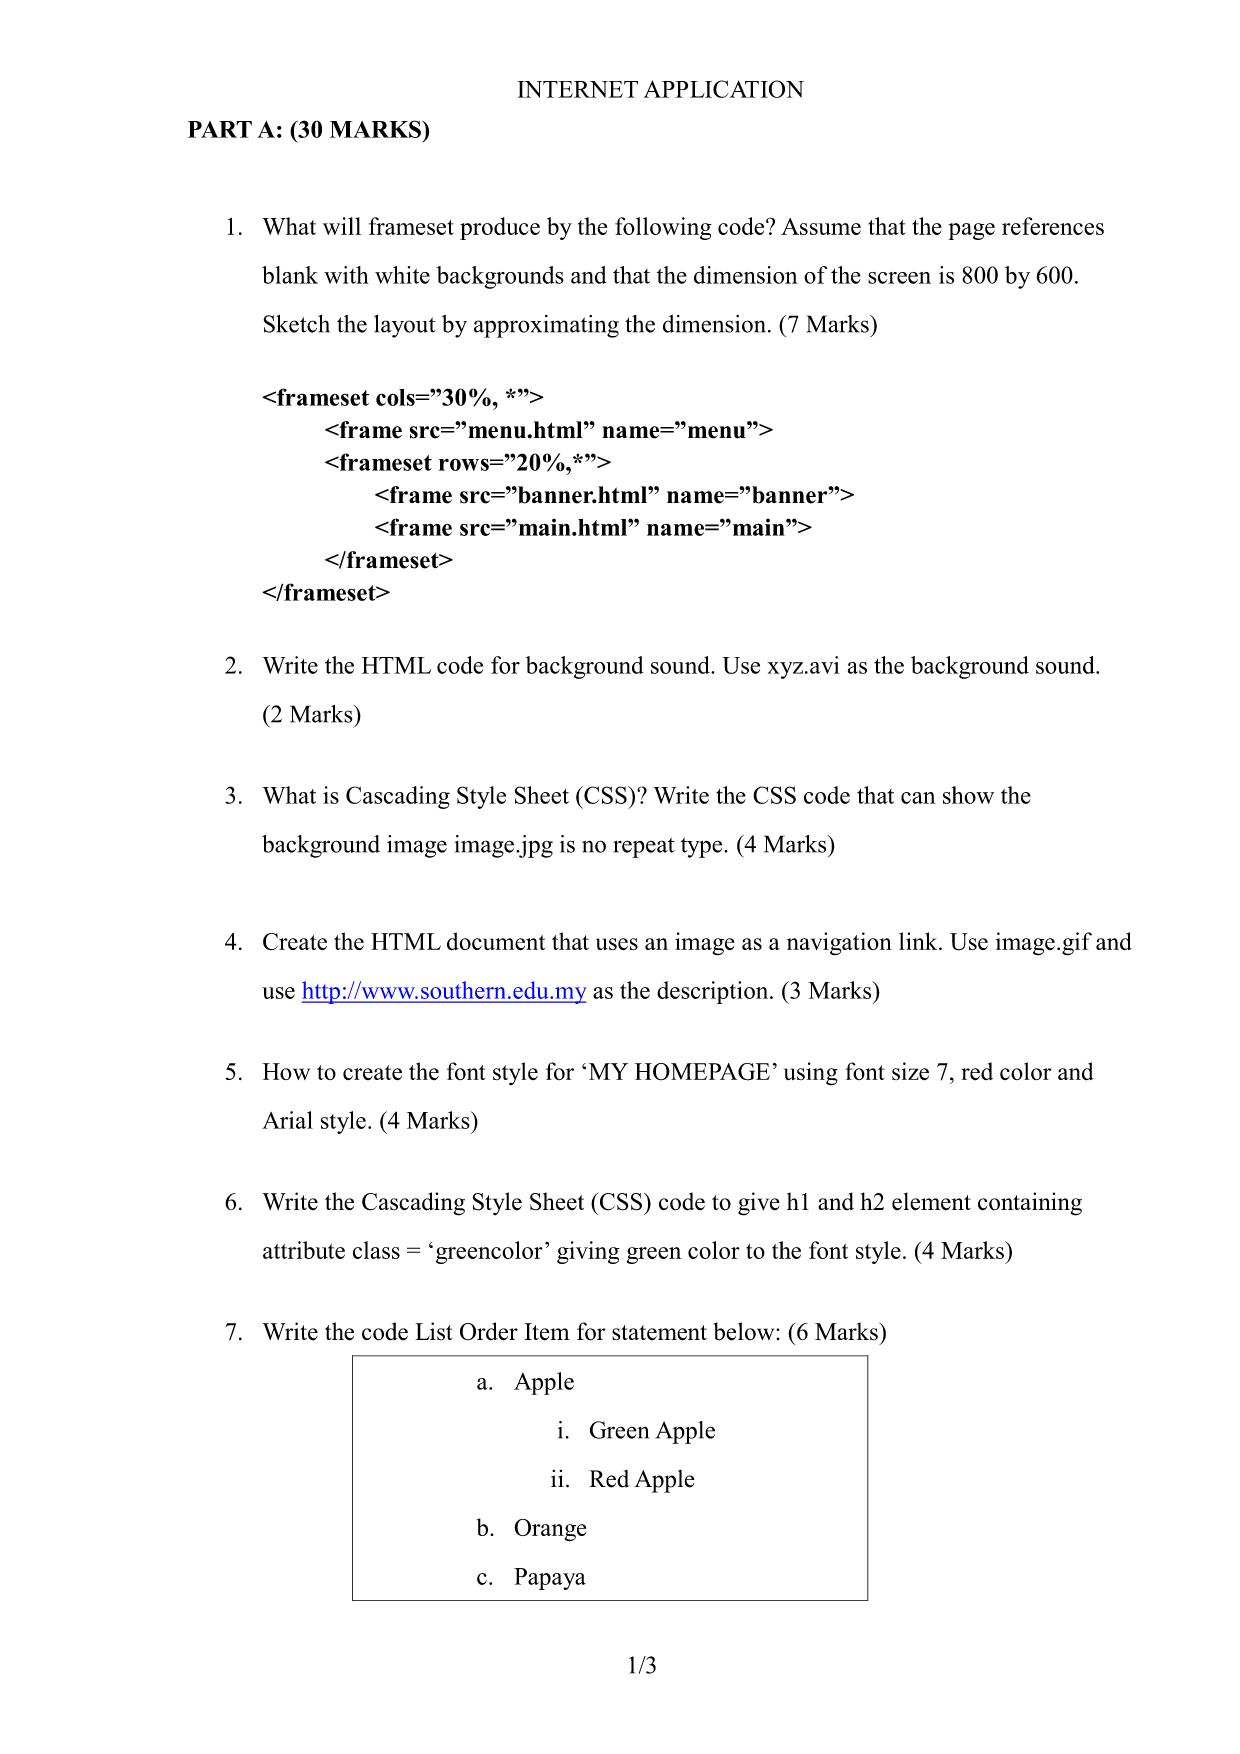 INTERNET APPLICATION
PART A: (30 MARKS)
1. What will frameset produce by the following code? Assume that the page references
blank with white backgrounds and that the dimension of the screen is 800 by 600.
Sketch the layout by approximating the dimension. (7 Marks)
<frameset cols=”30%, *”>
<frame src=”menu.html” name=”menu”>
<frameset rows=”20%,*”>
<frame src=”banner.html” name=”banner”>
<frame src=”main.html” name=”main”>
</frameset>
</frameset>
2. Write the HTML code for background sound. Use xyz.avi as the background sound.
(2 Marks)
3. What is Cascading Style Sheet (CSS)? Write the CSS code that can show the
background image image.jpg is no repeat type. (4 Marks)
4. Create the HTML document that uses an image as a navigation link. Use image.gif and
use http://www.southern.edu.my as the description. (3 Marks)
5. How to create the font style for ‘MY HOMEPAGE’ using font size 7, red color and
Arial style. (4 Marks)
6. Write the Cascading Style Sheet (CSS) code to give h1 and h2 element containing
attribute class = ‘greencolor’ giving green color to the font style. (4 Marks)
7. Write the code List Order Item for statement below: (6 Marks)
a. Apple
i. Green Apple
ii. Red Apple
b. Orange
c. Papaya
1/3